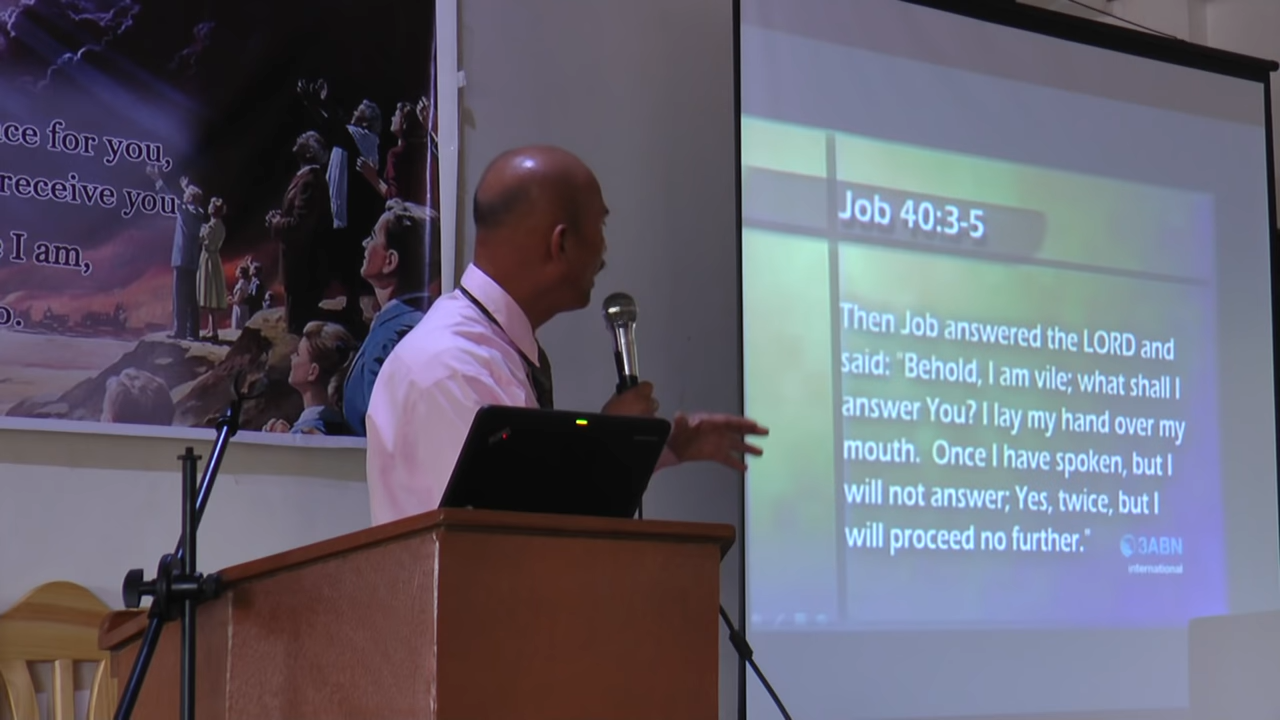 ce for you,
receive you
I am,
o.
Job 40:3-5
Then Job answered the LORD and
said: "Behold, I am vile; what shall I
answer You? I lay my hand over my
mouth. Once I have spoken, but I
will not answer; Yes, twice, but I
will proceed no further."
3ABN
international